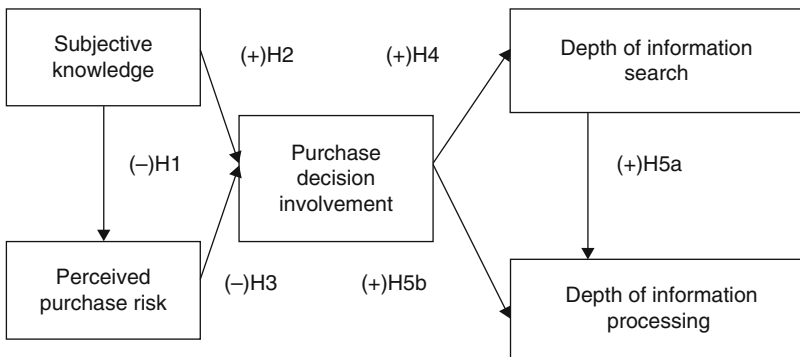 Subjective
knowledge
(+)H2
(+)H4
Depth of information
search
(–)H1
Purchase
decision
involvement
(+)H5a
Perceived
purchase risk
(–)H3
(+)H5b
Depth of information
processing